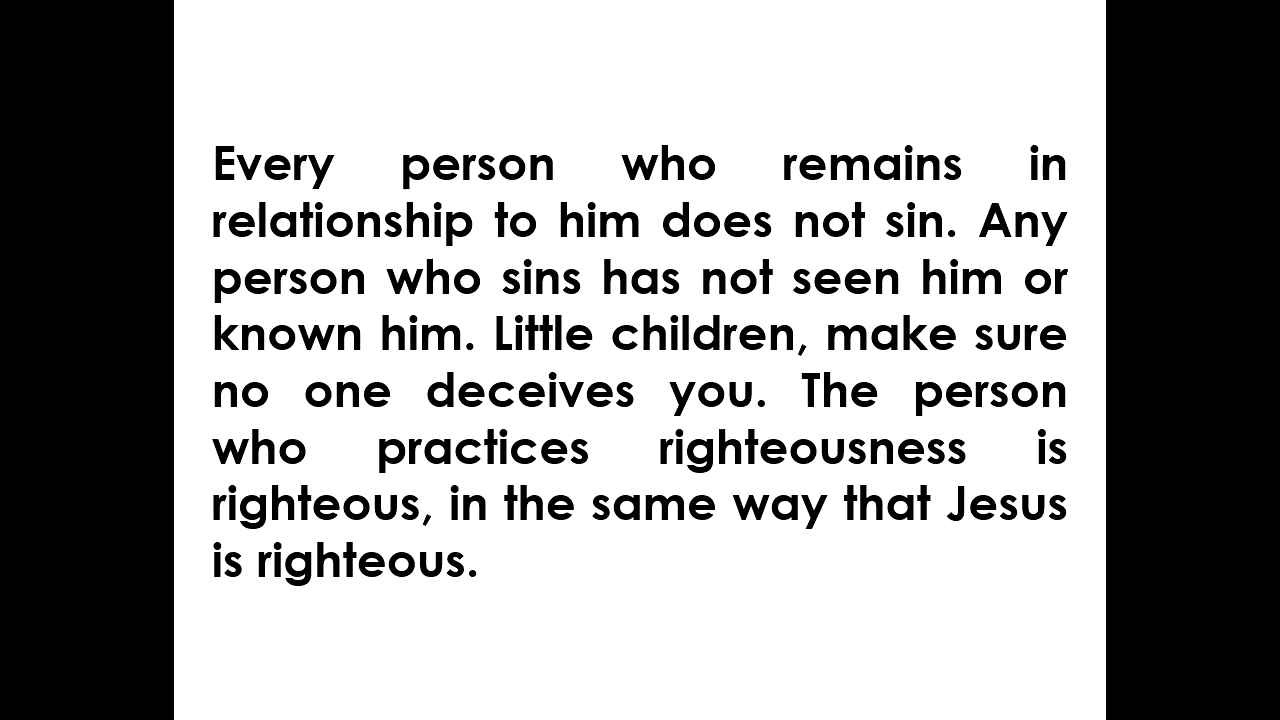 Every person who remains in
relationship to him does not sin. Any
person who sins has not seen him or
known him. Little children, make sure
no one deceives you. The person
who practices righteousness is
righteous, in the same way that Jesus
is righteous.